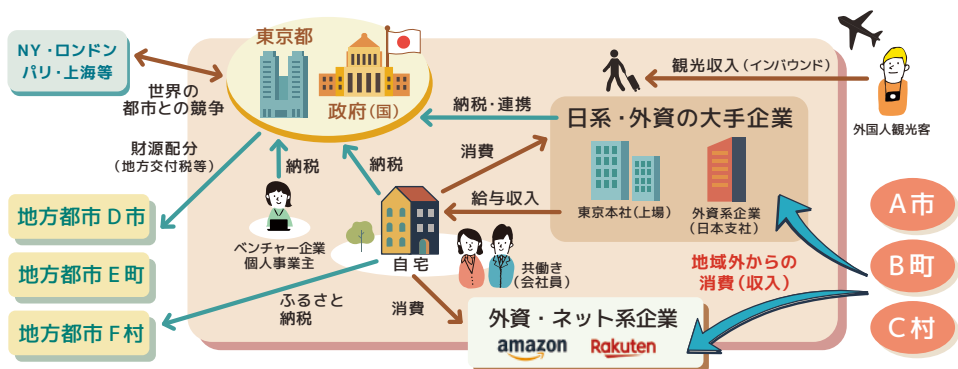 NY・ロンドン
パリ・上海等
世界の
都市との競争
東京都
政府(国)
財源配分
(地方交付税等)
納税
納税
納税・連携
消費
給与収入
観光収入(インバウンド)
外国人観光客
日系・外資の大手企業
東京本社(上場)
外資系企業
(日本支社)
ベンチャー企業
個人事業主
自宅
共働き
(会社員)
ふるさと
納税
消費
地域外からの
消費(収入)
外資・ネット系企業
amazon
Rakuten
地方都市D市
地方都市E町
地方都市F村
A市
B町
C村